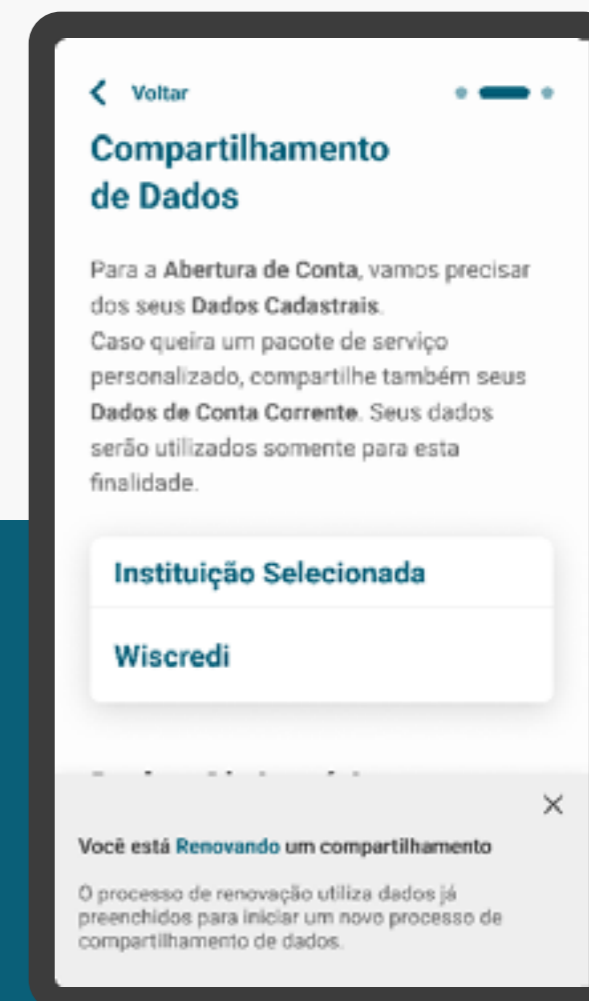 Voltar
Compartilhamento
de Dados
Para a Abertura de Conta, vamos precisar
dos seus Dados Cadastrais.
Caso queira um pacote de serviço
personalizado, compartilhe também seus
Dados de Conta Corrente. Seus dados
serão utilizados somente para esta
finalidade.
Instituição Selecionada
Wiscredi
Você está Renovando um compartilhamento
O processo de renovação utiliza dados já
preenchidos para iniciar um novo processo de
compartilhamento de dados.